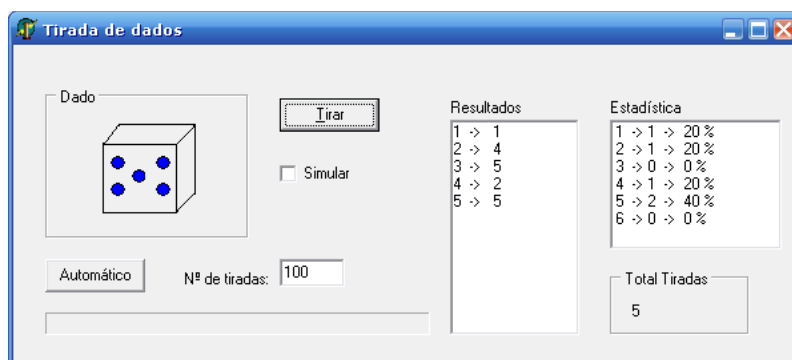 Tirada de dados
Dado
Tirar
Simular
Automático
Nº de tiradas: 100
Resultados
1 -> 1
2 -> 4
3 -> 5
4 -> 2
5 -> 5
Estadística
1 -> 1 -> 20 %
2 -> 1 -> 20 %
3 -> 0 -> 0 %
4 -> 1 -> 20 %
5 -> 2 -> 40 %
6 -> 0 -> 0 %
Total Tiradas
5